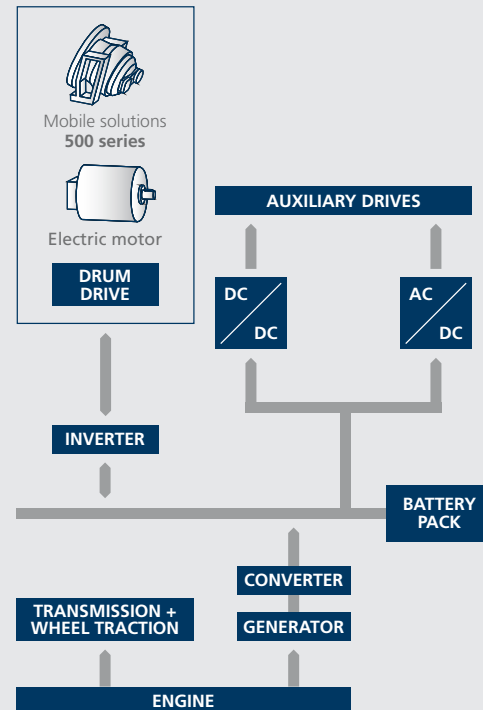 Mobile solutions
500 series
Electric motor
DRUM
DRIVE
AUXILIARY DRIVES
DC
DC
AC
DC
INVERTER
BATTERY
PACK
CONVERTER
TRANSMISSION +
WHEEL TRACTION
GENERATOR
ENGINE